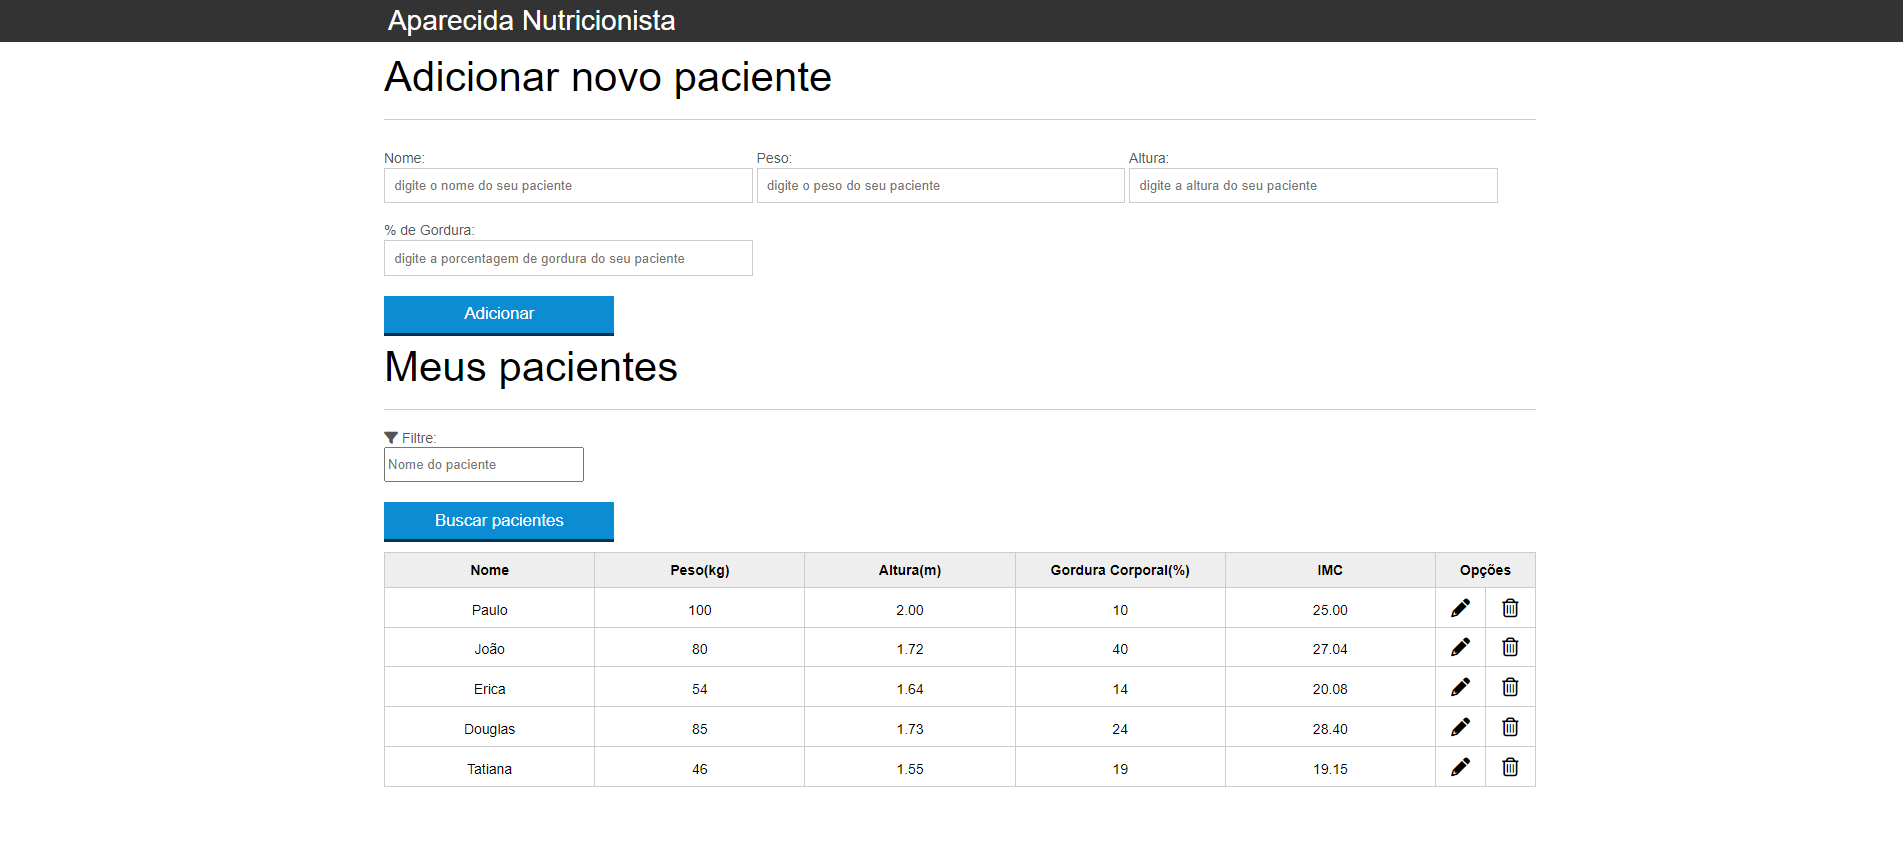 Aparecida Nutricionista
Adicionar novo paciente
Nome: Peso: Altura:
digite o nome do seu paciente digite o peso do seu paciente digite a altura do seu paciente
% de Gordura:
digite a porcentagem de gordura do seu paciente
Adicionar
Meus pacientes
Filtre:
Nome do paciente
Buscar pacientes
Nome Peso(kg) Altura(m) Gordura Corporal(%) IMC Opções
Paulo 100 2.00 10 25.00
João 80 1.72 40 27.04
Erica 54 1.64 14 20.08
Douglas 85 1.73 24 28.40
Tatiana 46 1.55 19 19.15